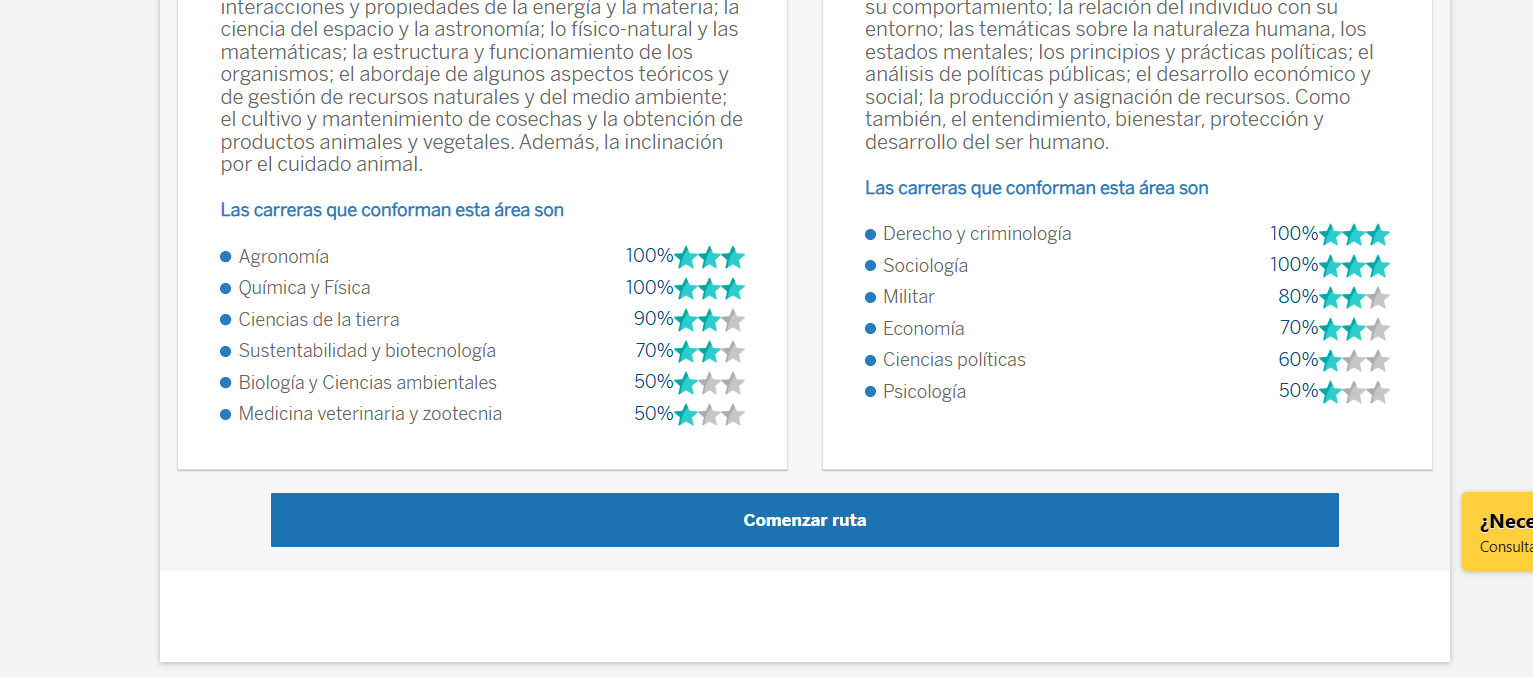 interacciones y propiedades de la energía y la materia; la
ciencia del espacio y la astronomía; lo físico-natural y las
matemáticas; la estructura y funcionamiento de los
organismos; el abordaje de algunos aspectos teóricos y
de gestión de recursos naturales y del medio ambiente;
el cultivo y mantenimiento de cosechas y la obtención de
productos animales y vegetales. Además, la inclinación
por el cuidado animal.
Las carreras que conforman esta área son
Agronomía 100%
Química y Física 100%
Ciencias de la tierra 90%
Sustentabilidad y biotecnología 70%
Biología y Ciencias ambientales 50%
Medicina veterinaria y zootecnia 50%
su comportamiento; la relación del individuo con su
entorno; las temáticas sobre la naturaleza humana, los
estados mentales; los principios y prácticas políticas; el
análisis de políticas públicas; el desarrollo económico y
social; la producción y asignación de recursos. Como
también, el entendimiento, bienestar, protección y
desarrollo del ser humano.
Las carreras que conforman esta área son
Derecho y criminología 100%
Sociología 100%
Militar 80%
Economía 70%
Ciencias políticas 60%
Psicología 50%
Comenzar ruta
¿Nece
Consulta